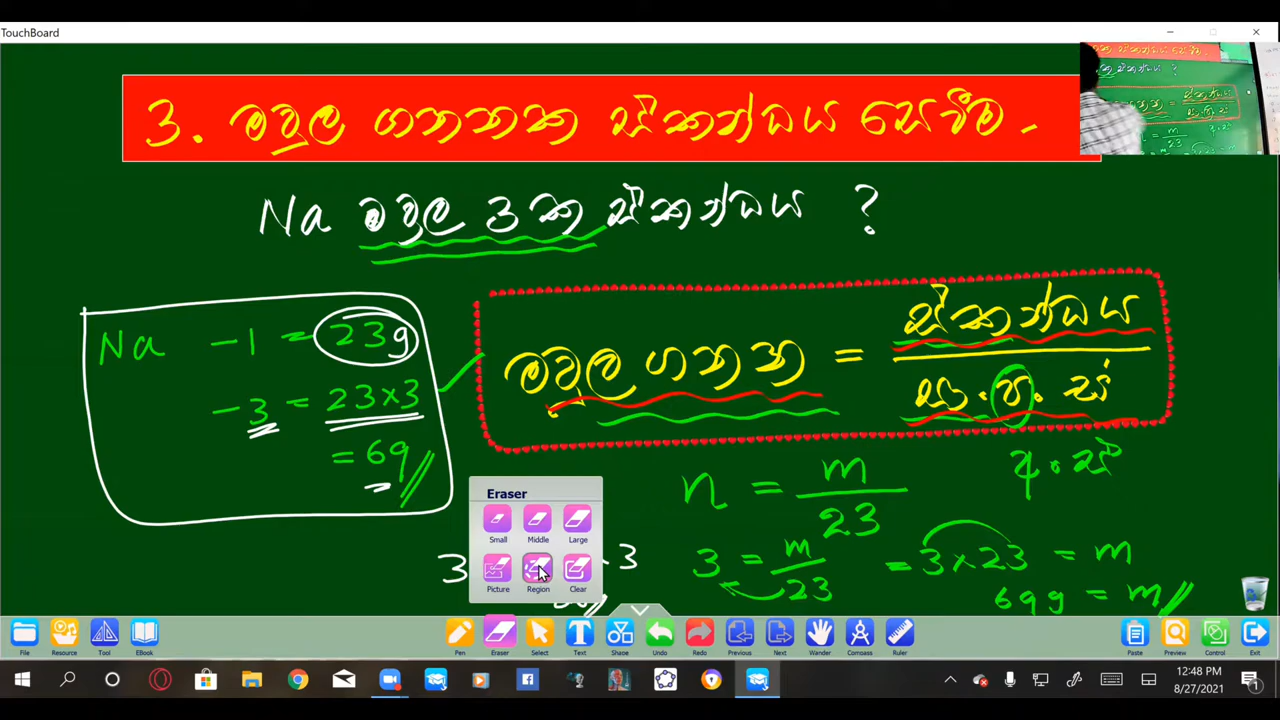 TouchBoard
3. මවුල ගනනක ස්කන්ධය සෙවීම.
Na මවුල 3ක ස්කන්ධය ?
Na -1 = 23g
-3 = 23×3
= 69
මවුල ගනන = ස්කන්ධය / සා.ප.ස්
අ.ස්
n = m / 23
3 = m / 23
= 3 × 23 = m
69g = m
3
3
Eraser
Small Middle Large
Picture Region Clear
File Resource Tool EBook Pen Eraser Select Text Shape Undo Redo Previous Next Wander Compass Ruler Paste Preview Control Exit
12:48 PM
8/27/2021